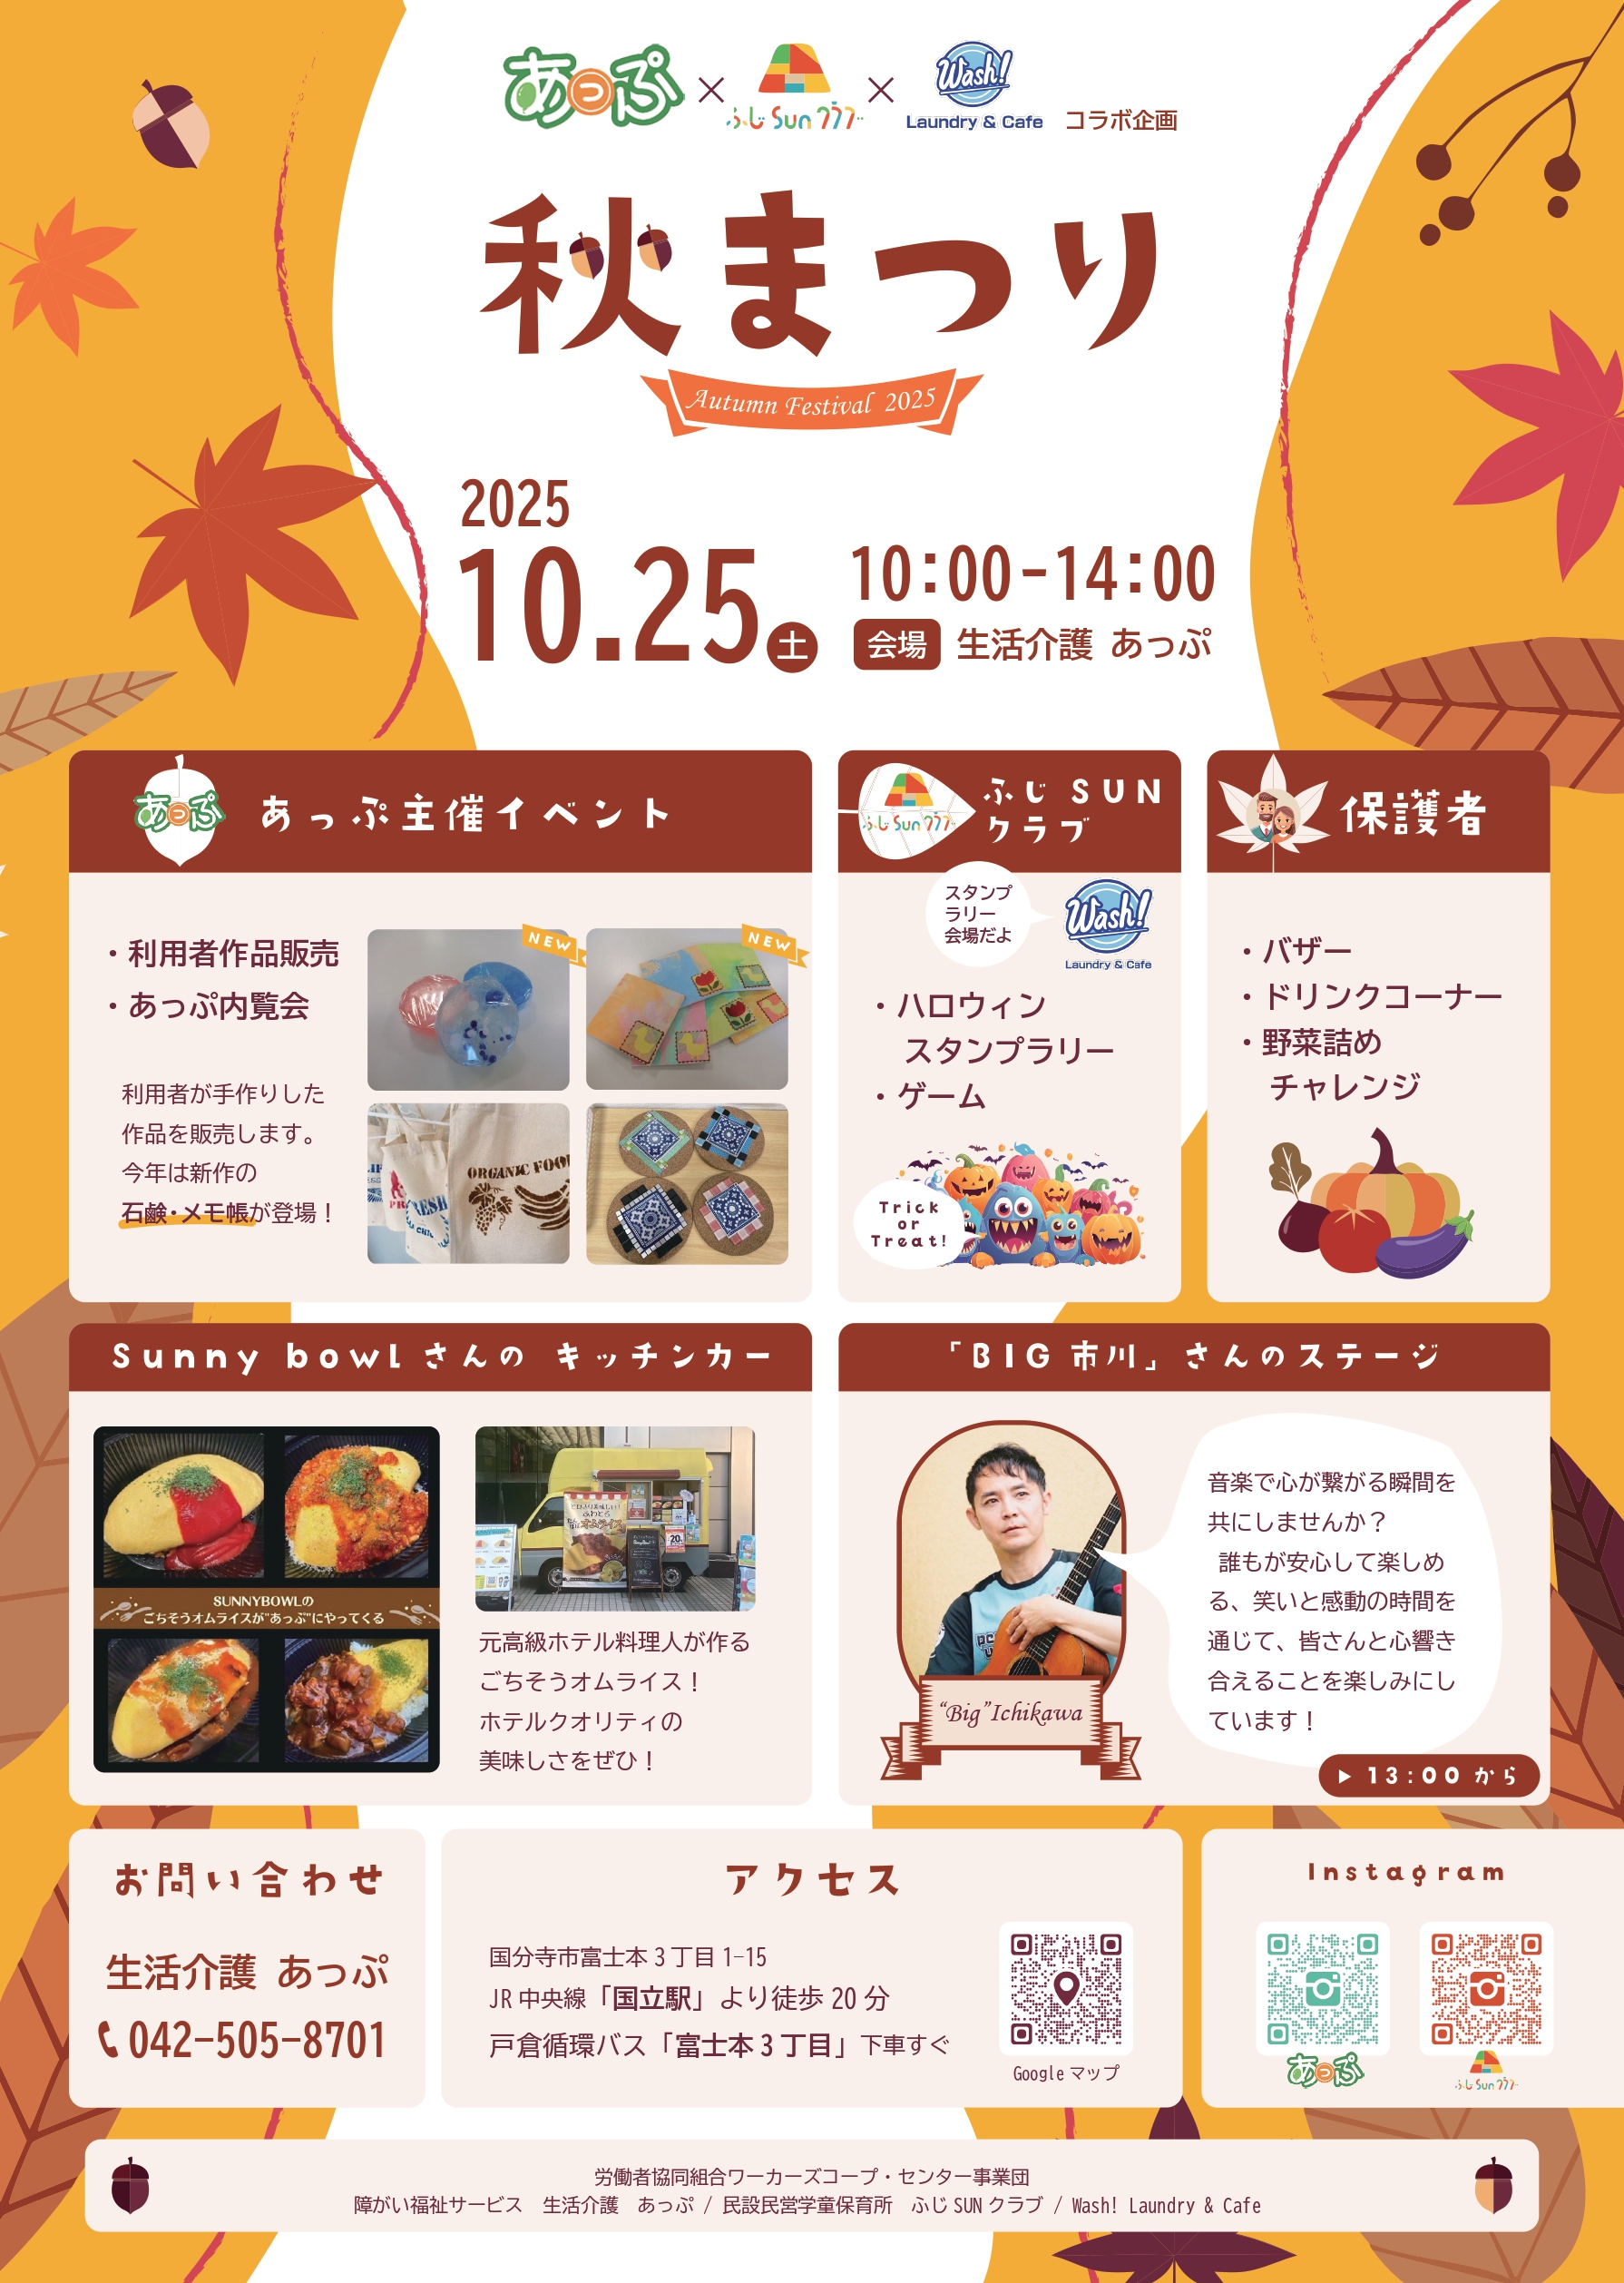 あっぷ × ふじSunクラブ × Wash! Laundry & Cafe コラボ企画
秋まつり
Autumn Festival 2025
2025
10.25 土
10:00-14:00
会場 生活介護 あっぷ
あっぷ
あっぷ主催イベント
・利用者作品販売
・あっぷ内覧会
利用者が手作りした
作品を販売します。
今年は新作の
石鹸・メモ帳が登場！
NEW
NEW
ORGANIC FOOD
FRESH
ふじSunクラブ
ふじ SUN
クラブ
スタンプ
ラリー
会場だよ
Wash!
Laundry & Cafe
・ハロウィン
スタンプラリー
・ゲーム
Trick
or
Treat!
保護者
・バザー
・ドリンクコーナー
・野菜詰め
チャレンジ
Sunny bowl さんの キッチンカー
SUNNYBOWLの
ごちそうオムライスが"あっぷ"にやってくる
オムライス
元高級ホテル料理人が作る
ごちそうオムライス！
ホテルクオリティの
美味しさをぜひ！
「BIG 市川」さんのステージ
"Big"Ichikawa
音楽で心が繋がる瞬間を
共にしませんか？
誰もが安心して楽しめ
る、笑いと感動の時間を
通じて、皆さんと心響き
合えることを楽しみにし
ています！
▶ 13:00 から
お問い合わせ
生活介護 あっぷ
042-505-8701
アクセス
国分寺市富士本 3 丁目 1-15
JR 中央線「国立駅」より徒歩 20 分
戸倉循環バス「富士本 3 丁目」下車すぐ
Google マップ
Instagram
あっぷ
ふじSunクラブ
労働者協同組合ワーカーズコープ・センター事業団
障がい福祉サービス　生活介護　あっぷ / 民設民営学童保育所　ふじ SUN クラブ / Wash! Laundry & Cafe